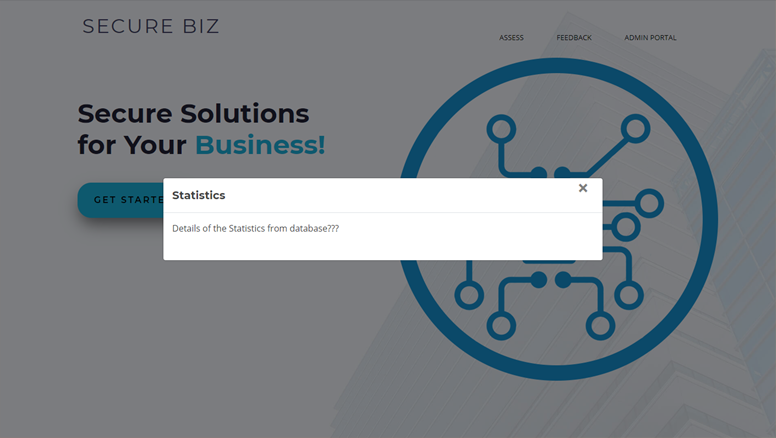 SECURE BIZ
ASSESS FEEDBACK ADMIN PORTAL
Secure Solutions
for Your Business!
GET STARTE
Statistics ×
Details of the Statistics from database???